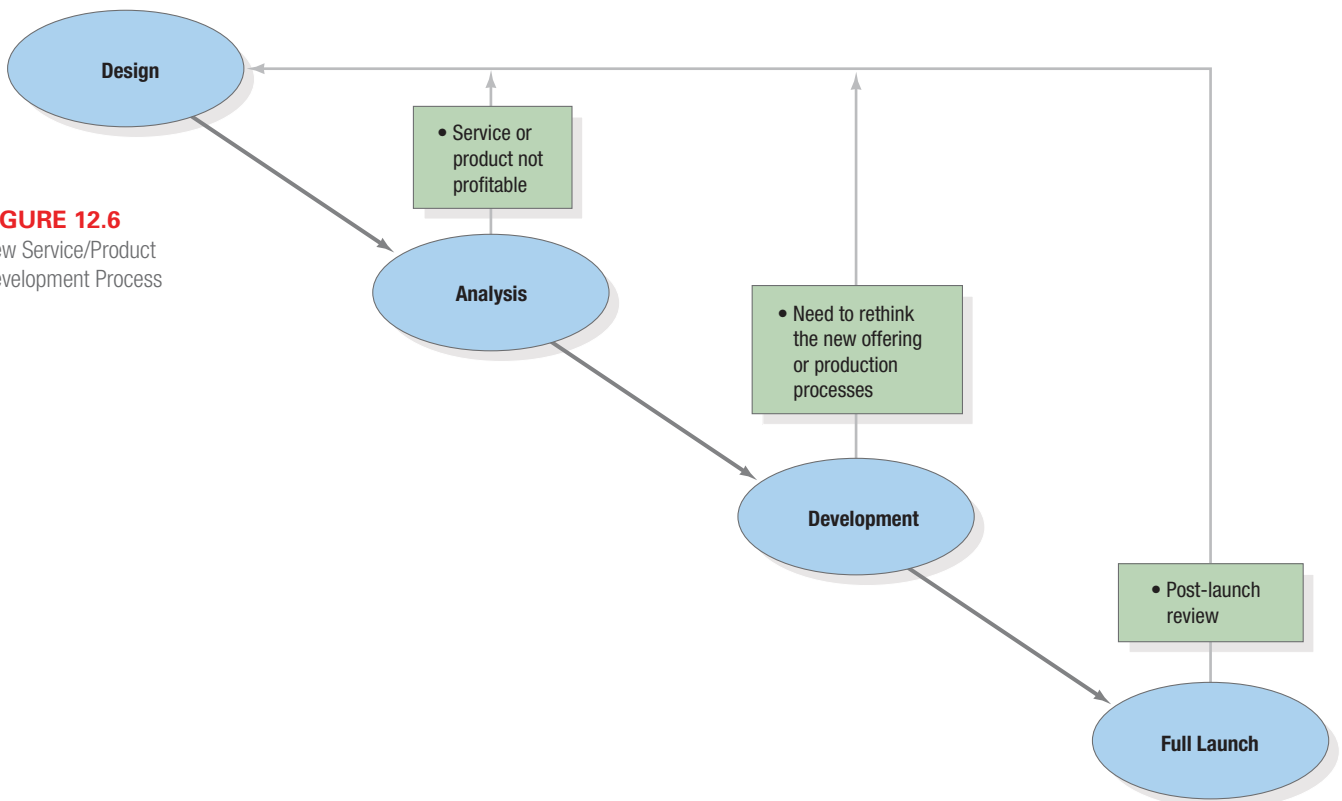 Design
• Service or
product not
profitable
GURE 12.6
ew Service/Product
evelopment Process
Analysis
• Need to rethink
the new offering
or production
processes
Development
• Post-launch
review
Full Launch